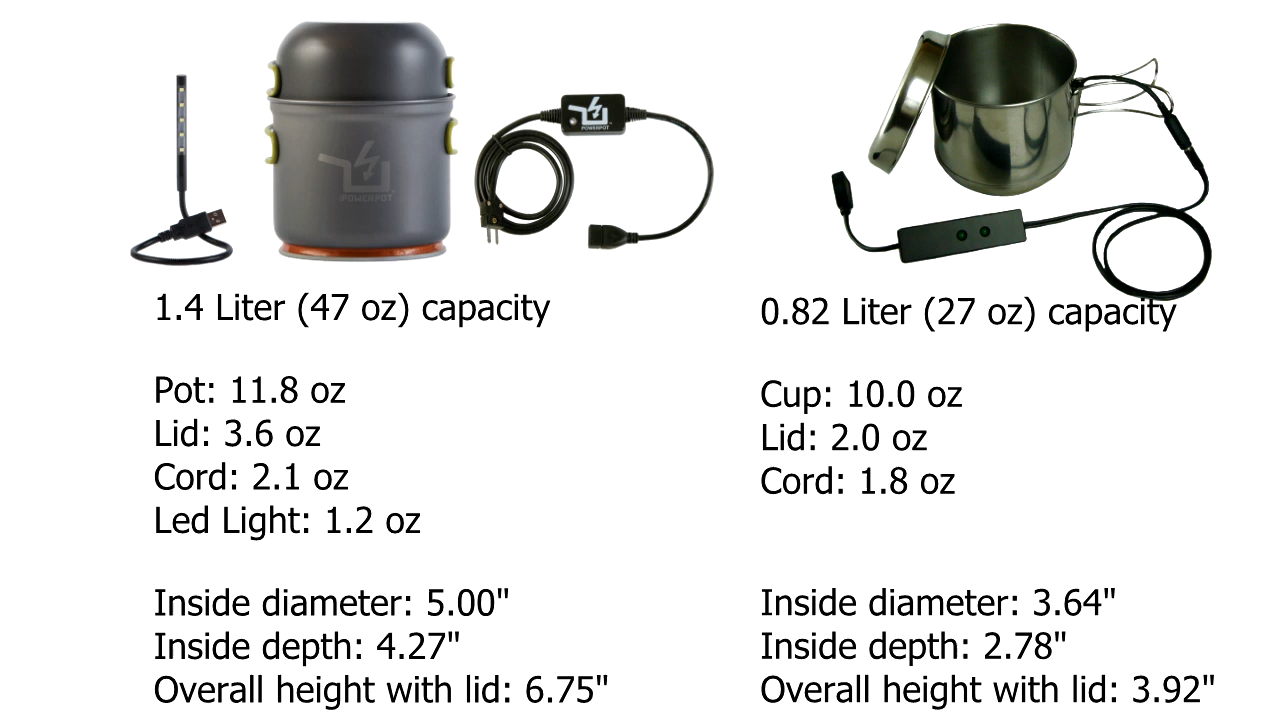 POWERPOT
POWERPOT
1.4 Liter (47 oz) capacity
Pot: 11.8 oz
Lid: 3.6 oz
Cord: 2.1 oz
Led Light: 1.2 oz
Inside diameter: 5.00"
Inside depth: 4.27"
Overall height with lid: 6.75"
0.82 Liter (27 oz) capacity
Cup: 10.0 oz
Lid: 2.0 oz
Cord: 1.8 oz
Inside diameter: 3.64"
Inside depth: 2.78"
Overall height with lid: 3.92"